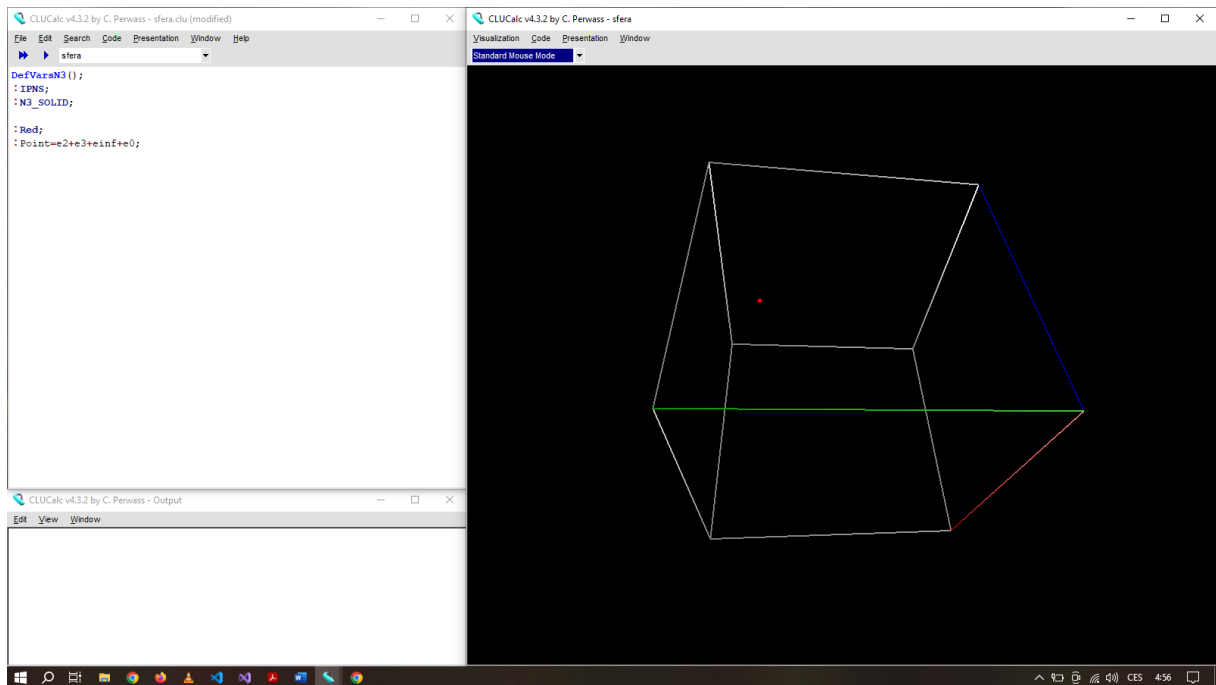 CLUCalc v4.3.2 by C. Perwass - sfera.clu (modified)
File Edit Search Code Presentation Window Help
sfera
DefVarsN3();
:IPNS;
:N3_SOLID;
:Red;
:Point=e2+e3+einf+e0;
CLUCalc v4.3.2 by C. Perwass - Output
Edit View Window
CLUCalc v4.3.2 by C. Perwass - sfera
Visualization Code Presentation Window
Standard Mouse Mode
CES 4:56